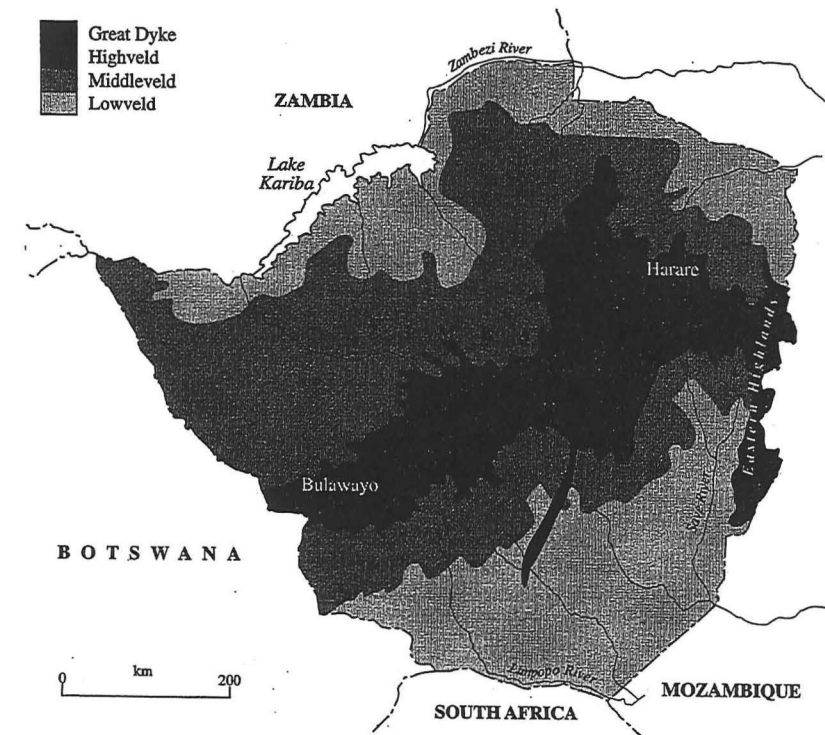 Great Dyke
Highveld
Middleveld
Lowveld
Zambezi River
ZAMBIA
Lake
Kariba
Harare
Eastern Highlands
Bulawayo
Save River
BOTSWANA
km
0 200
Limpopo River
MOZAMBIQUE
SOUTH AFRICA